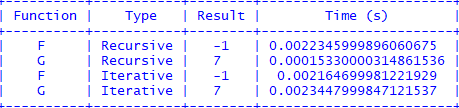 +----------+-----------+--------+-----------------------+
| Function |    Type   | Result |        Time (s)       |
+----------+-----------+--------+-----------------------+
|    F     | Recursive |   -1   | 0.0022345999896060675 |
|    G     | Recursive |   7    | 0.00015330000314861536 |
|    F     | Iterative |   -1   |  0.002164699981221929 |
|    G     | Iterative |   7    | 0.0023447999847121537 |
+----------+-----------+--------+-----------------------+